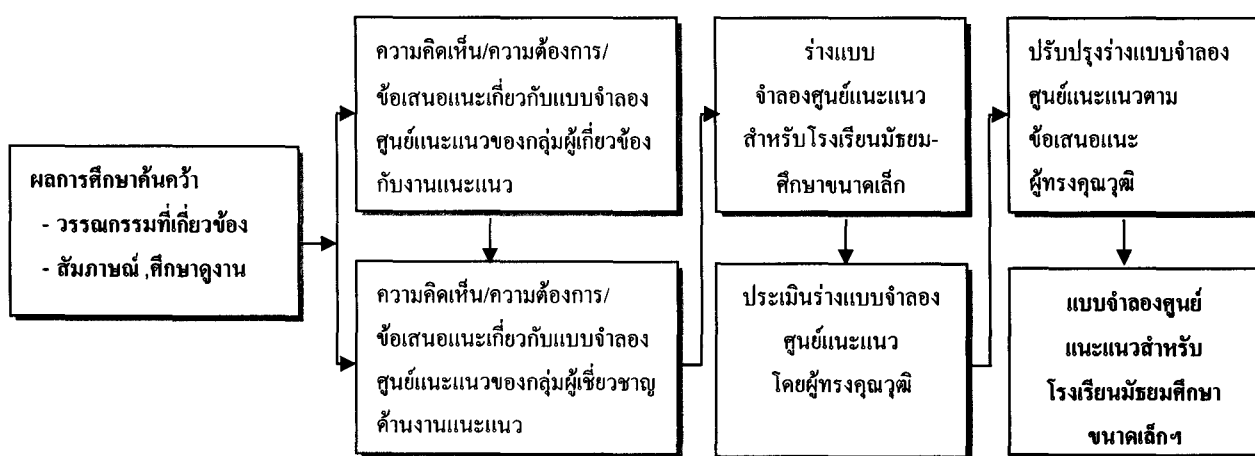 ผลการศึกษาค้นคว้า
- วรรณกรรมที่เกี่ยวข้อง
- สัมภาษณ์ ,ศึกษาดูงาน
ความคิดเห็น/ความต้องการ/
ข้อเสนอแนะเกี่ยวกับแบบจำลอง
ศูนย์แนะแนวของกลุ่มผู้เกี่ยวข้อง
กับงานแนะแนว
ความคิดเห็น/ความต้องการ/
ข้อเสนอแนะเกี่ยวกับแบบจำลอง
ศูนย์แนะแนวของกลุ่มผู้เชี่ยวชาญ
ด้านงานแนะแนว
ร่างแบบ
จำลองศูนย์แนะแนว
สำหรับโรงเรียนมัธยม-
ศึกษาขนาดเล็ก
ประเมินร่างแบบจำลอง
ศูนย์แนะแนว
โดยผู้ทรงคุณวุฒิ
ปรับปรุงร่างแบบจำลอง
ศูนย์แนะแนวตาม
ข้อเสนอแนะ
ผู้ทรงคุณวุฒิ
แบบจำลองศูนย์
แนะแนวสำหรับ
โรงเรียนมัธยมศึกษา
ขนาดเล็กฯ